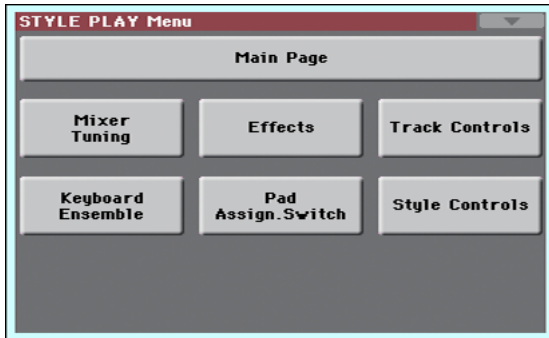 STYLE PLAY Menu
Main Page
Mixer
Tuning
Effects
Track Controls
Keyboard
Ensemble
Pad
Assign.Switch
Style Controls